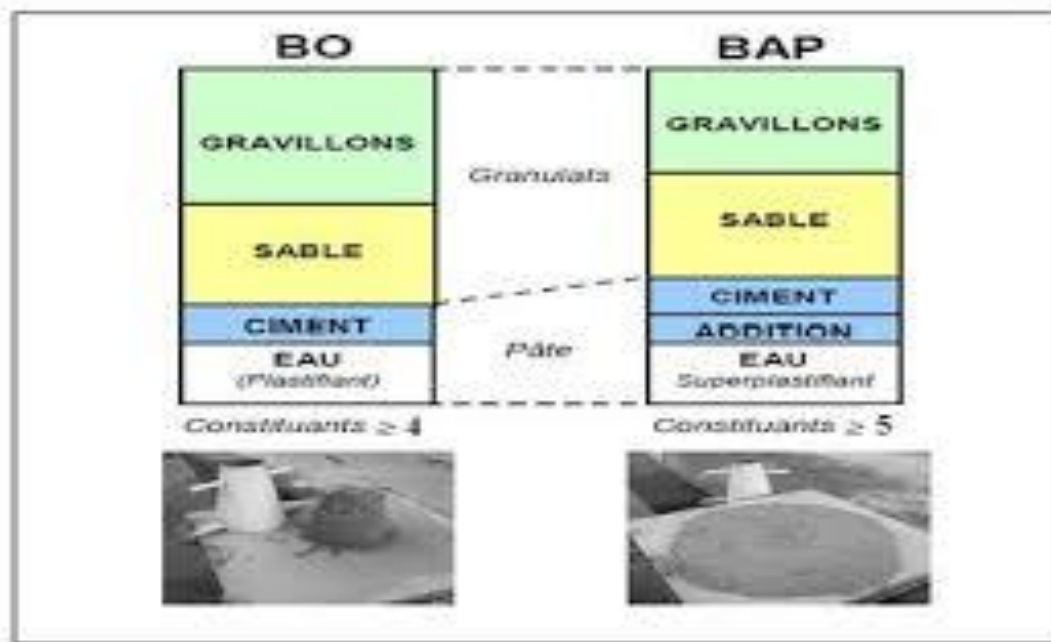 BO
BAP
GRAVILLONS
GRAVILLONS
Granulats
SABLE
SABLE
CIMENT
CIMENT
ADDITION
Pâte
EAU
(Plastifiant)
EAU
Superplastifiant
Constituants ≥ 4
Constituants ≥ 5